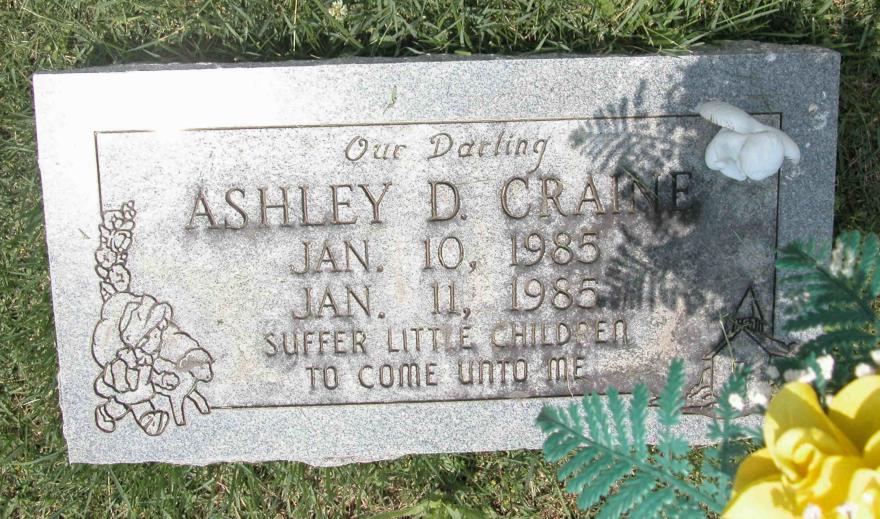 Our Darling
ASHLEY D. CRAINE
JAN. 10, 1985
JAN. 11, 1985
SUFFER LITTLE CHILDREN
TO COME UNTO ME